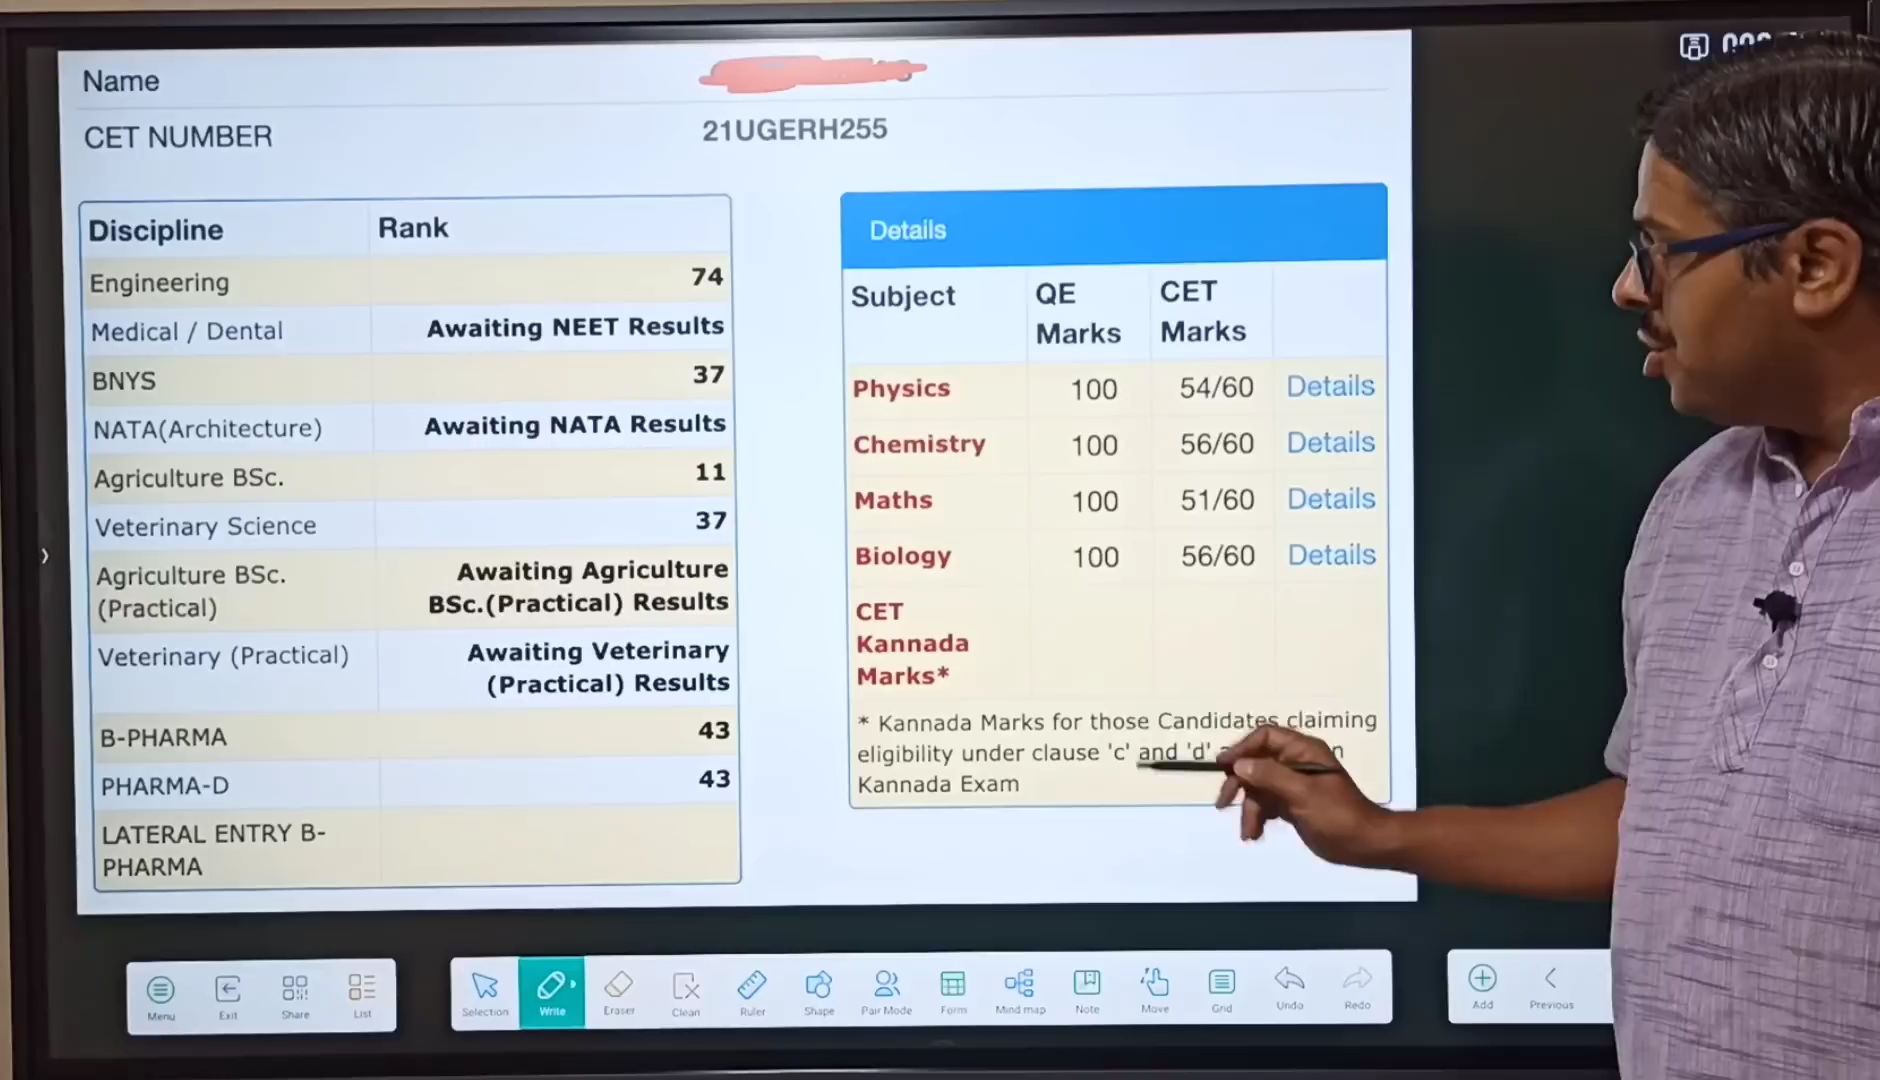 Name
CET NUMBER 21UGERH255
Discipline Rank
Engineering 74
Medical / Dental Awaiting NEET Results
BNYS 37
NATA(Architecture) Awaiting NATA Results
Agriculture BSc. 11
Veterinary Science 37
Agriculture BSc. Awaiting Agriculture
(Practical) BSc.(Practical) Results
Veterinary (Practical) Awaiting Veterinary
(Practical) Results
B-PHARMA 43
PHARMA-D 43
LATERAL ENTRY B-
PHARMA
Details
Subject QE CET
Marks Marks
Physics 100 54/60 Details
Chemistry 100 56/60 Details
Maths 100 51/60 Details
Biology 100 56/60 Details
CET
Kannada
Marks*
* Kannada Marks for those Candidates claiming
eligibility under clause 'c' and 'd'
Kannada Exam
Menu Exit Share List
Selection Write Eraser Clean Ruler Shape Pair Mode Form Mind map Note Move Grid Undo Redo
Add Previous